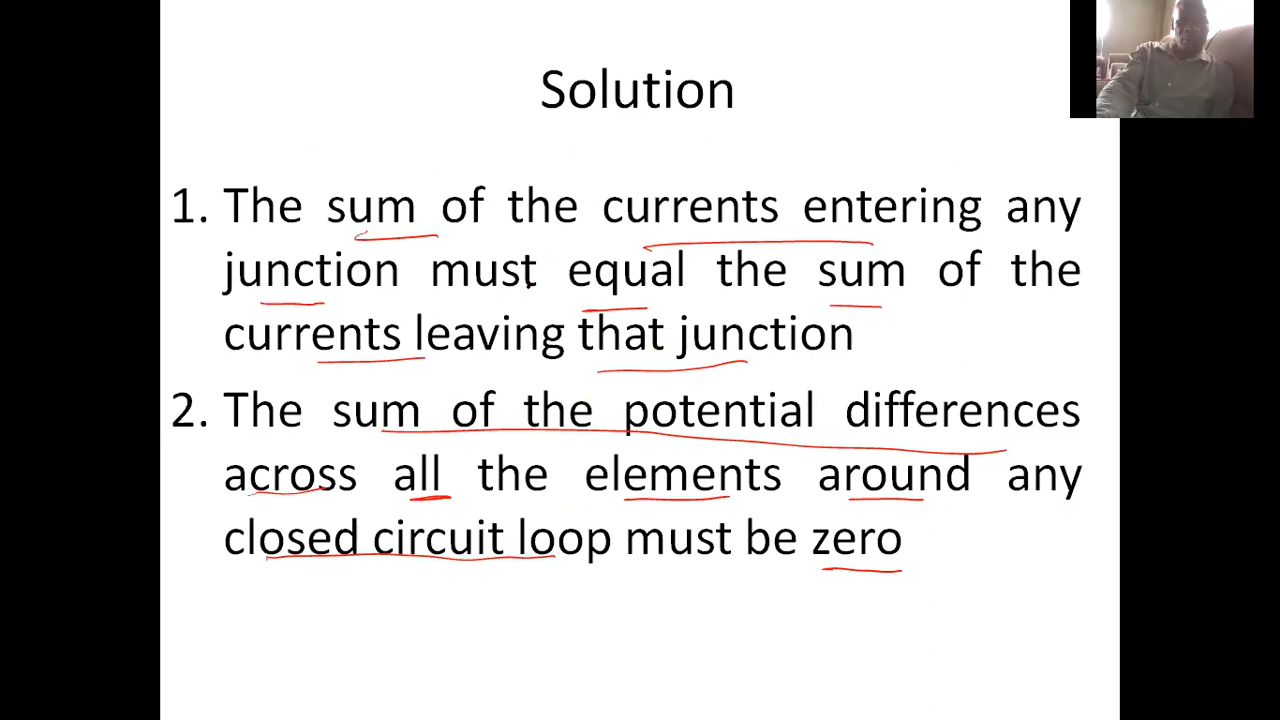 Solution
1. The sum of the currents entering any
junction must equal the sum of the
currents leaving that junction
2. The sum of the potential differences
across all the elements around any
closed circuit loop must be zero